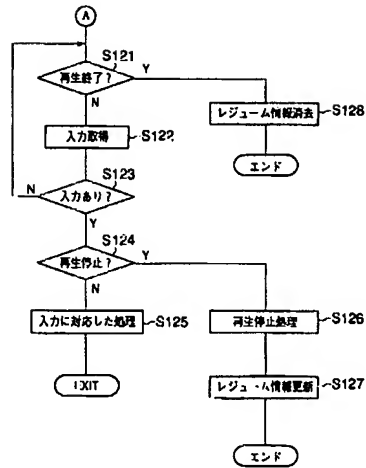 A
S121
再生終了?
Y
N
レジューム情報消去
S128
入力取得
S122
エンド
S123
入力あり?
N
Y
S124
再生停止?
Y
N
入力に対応した処理
S125
再生停止処理
S126
EXIT
レジューム情報更新
S127
エンド